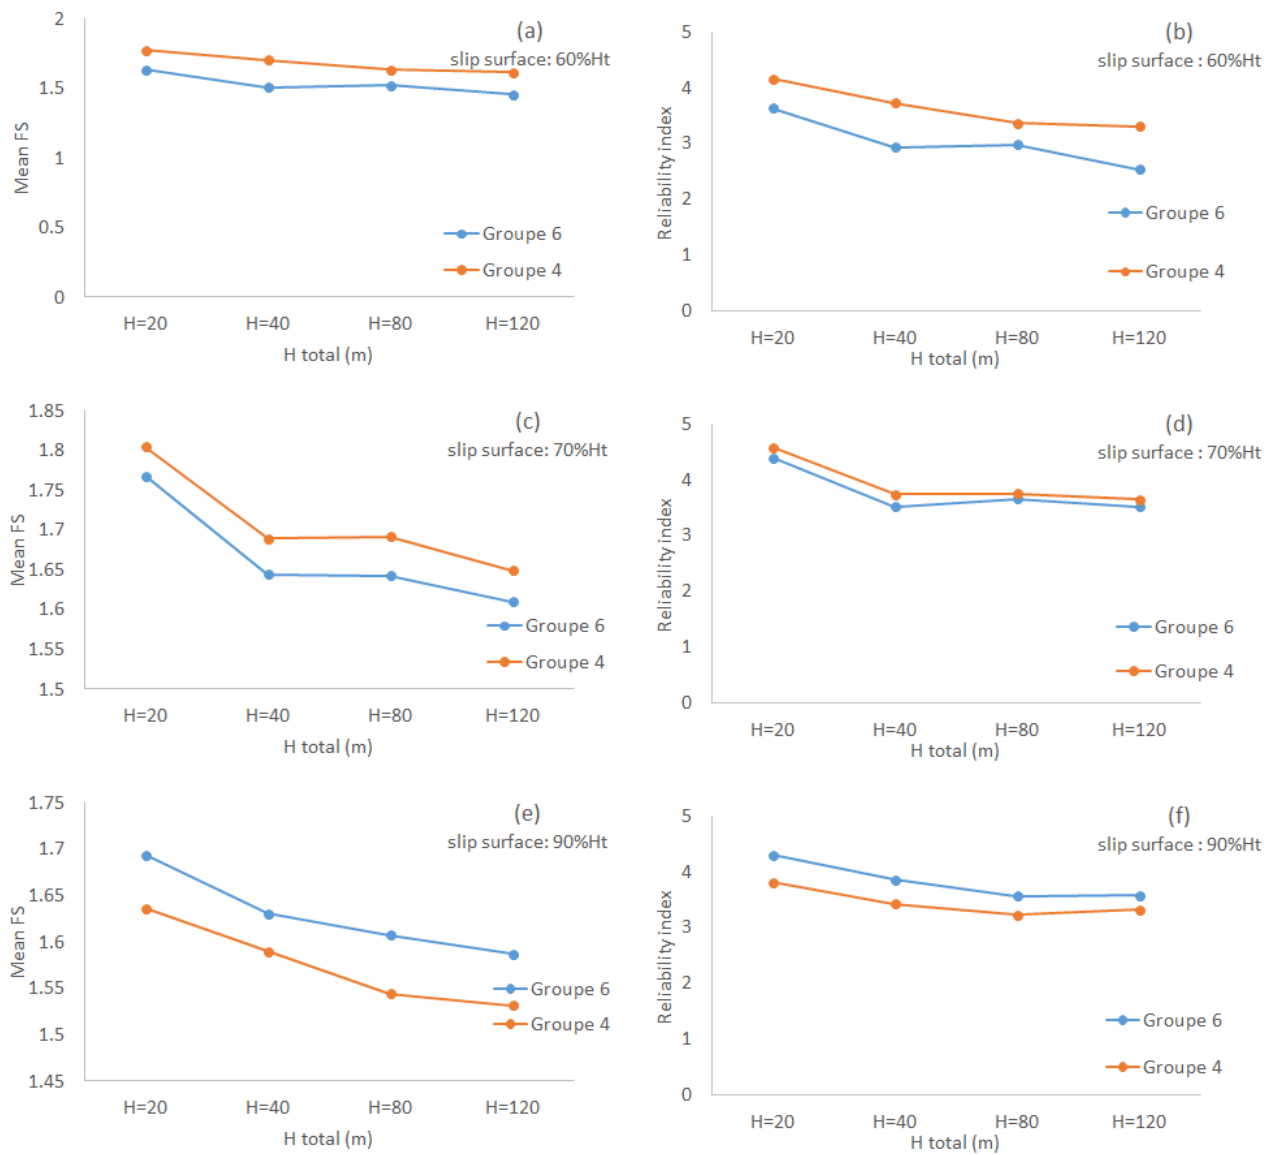 (a)
slip surface: 60%Ht
2
1.5
1
0.5
0
Mean FS
Groupe 6
Groupe 4
H=20 H=40 H=80 H=120
H total (m)
(b)
slip surface : 60%Ht
5
4
3
2
1
0
Reliability index
Groupe 6
Groupe 4
H=20 H=40 H=80 H=120
H total (m)
(c)
slip surface: 70%Ht
1.85
1.8
1.75
1.7
1.65
1.6
1.55
1.5
Mean FS
Groupe 6
Groupe 4
H=20 H=40 H=80 H=120
H total (m)
(d)
slip surface : 70%Ht
5
4
3
2
1
0
Reliability index
Groupe 6
Groupe 4
H=20 H=40 H=80 H=120
H total (m)
(e)
slip surface: 90%Ht
1.75
1.7
1.65
1.6
1.55
1.5
1.45
Mean FS
Groupe 6
Groupe 4
H=20 H=40 H=80 H=120
H total (m)
(f)
slip surface : 90%Ht
5
4
3
2
1
0
Reliability index
Groupe 6
Groupe 4
H=20 H=40 H=80 H=120
H total (m)